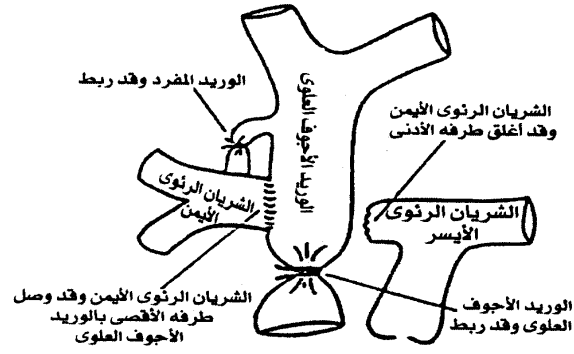 الوريد المفرد وقد ربط
الوريد الأجوف العلوى
الشريان الرئوى الأيمن
وقد أغلق طرفه الأدنى
الشريان الرئوى
الأيمن
الشريان الرئوى
الأيسر
الشريان الرئوى الأيمن وقد وصل
طرفه الأقصى بالوريد
الأجوف العلوى
الوريد الأجوف
العلوى وقد ربط